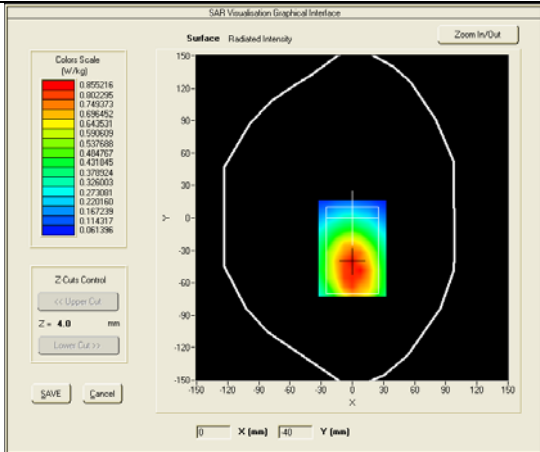 SAR Visualisation Graphical Interface
Surface Radiated Intensity
Zoom In/Out
Colors Scale
(W/kg)
0.855216
0.802295
0.749373
0.696452
0.643531
0.590609
0.537688
0.484767
0.431845
0.378924
0.326003
0.273081
0.220160
0.167239
0.114317
0.061396
Z-Cuts Control
<< Upper Cut
Z = 4.0 mm
Lower Cut >>
SAVE
Cancel
150
120
90
60
30
0
-30
-60
-90
-120
-150
Y
-150 -120 -90 -60 -30 0 30 60 90 120 150
X
0 X (mm) -40 Y (mm)